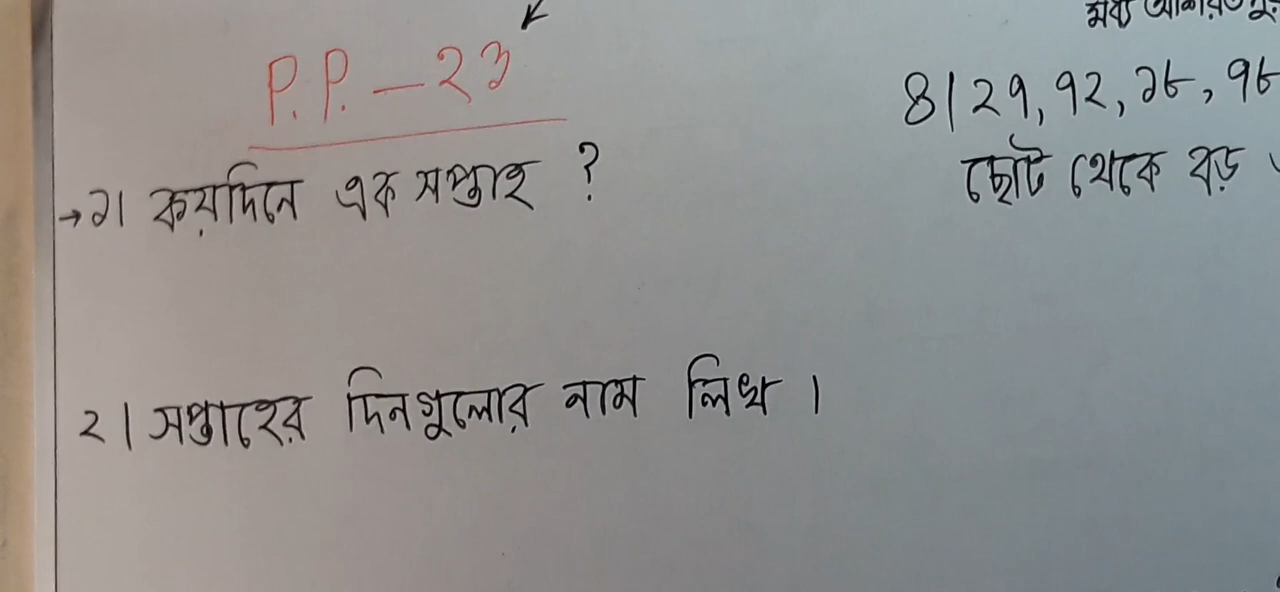 P.P. – ২৩
→ ১। কয়দিনে এক সপ্তাহ ?
২। সপ্তাহের দিনগুলোর নাম লিখ ।
৪। ২৭, ৭২, ১৮, ৭৮
ছোট থেকে বড়